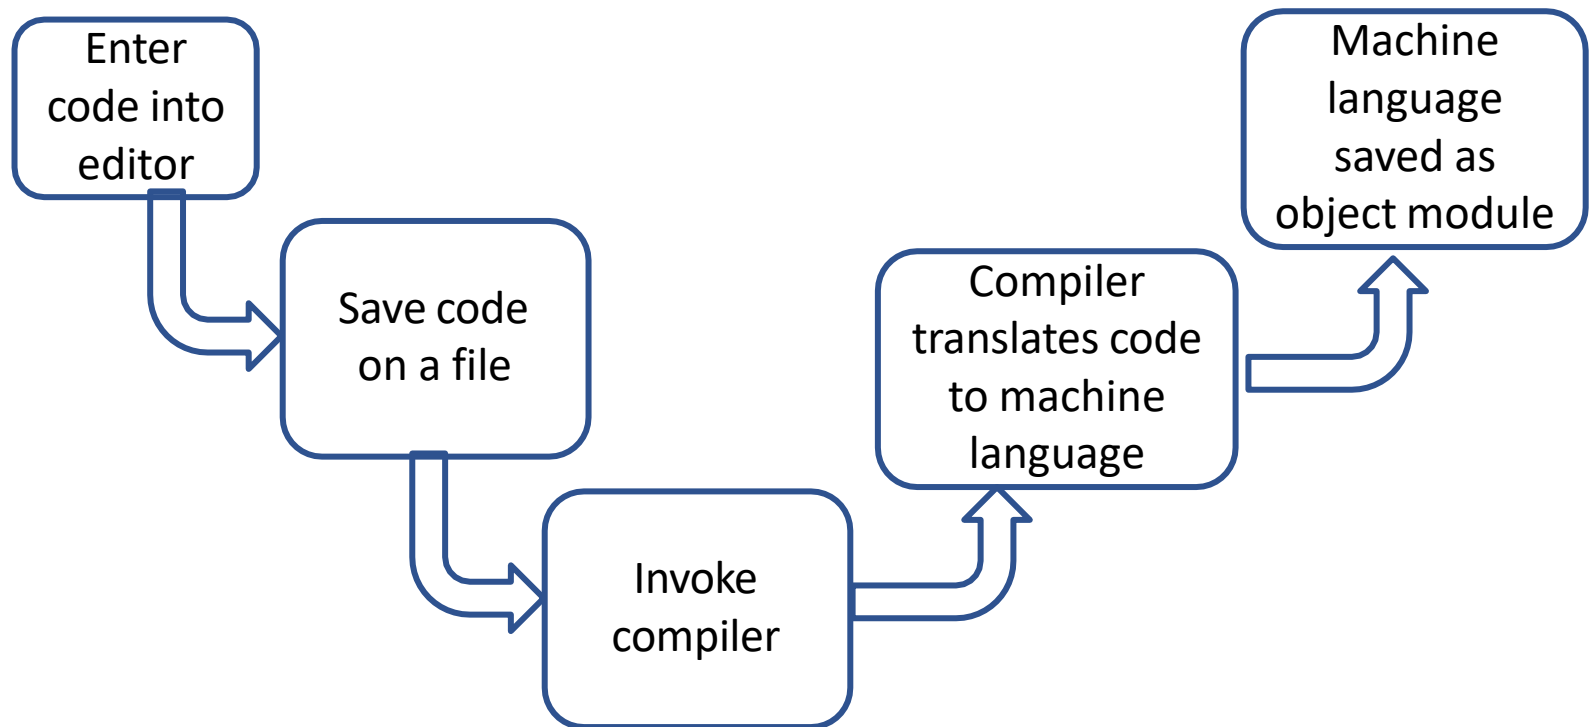 Enter
code into
editor
Save code
on a file
Invoke
compiler
Compiler
translates code
to machine
language
Machine
language
saved as
object module